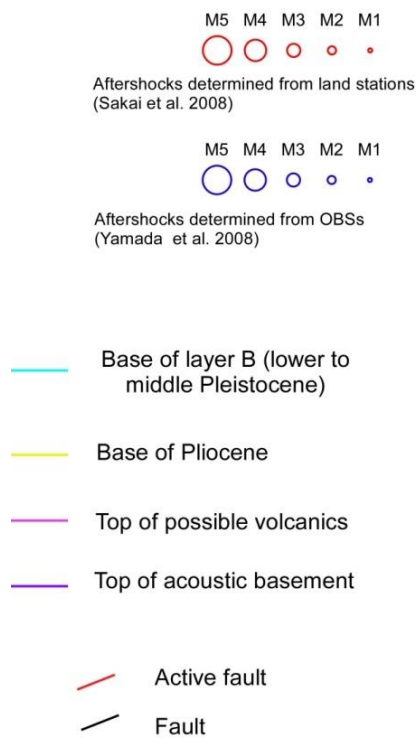 M5 M4 M3 M2 M1
Aftershocks determined from land stations
(Sakai et al. 2008)
M5 M4 M3 M2 M1
Aftershocks determined from OBSs
(Yamada et al. 2008)
Base of layer B (lower to
middle Pleistocene)
Base of Pliocene
Top of possible volcanics
Top of acoustic basement
Active fault
Fault